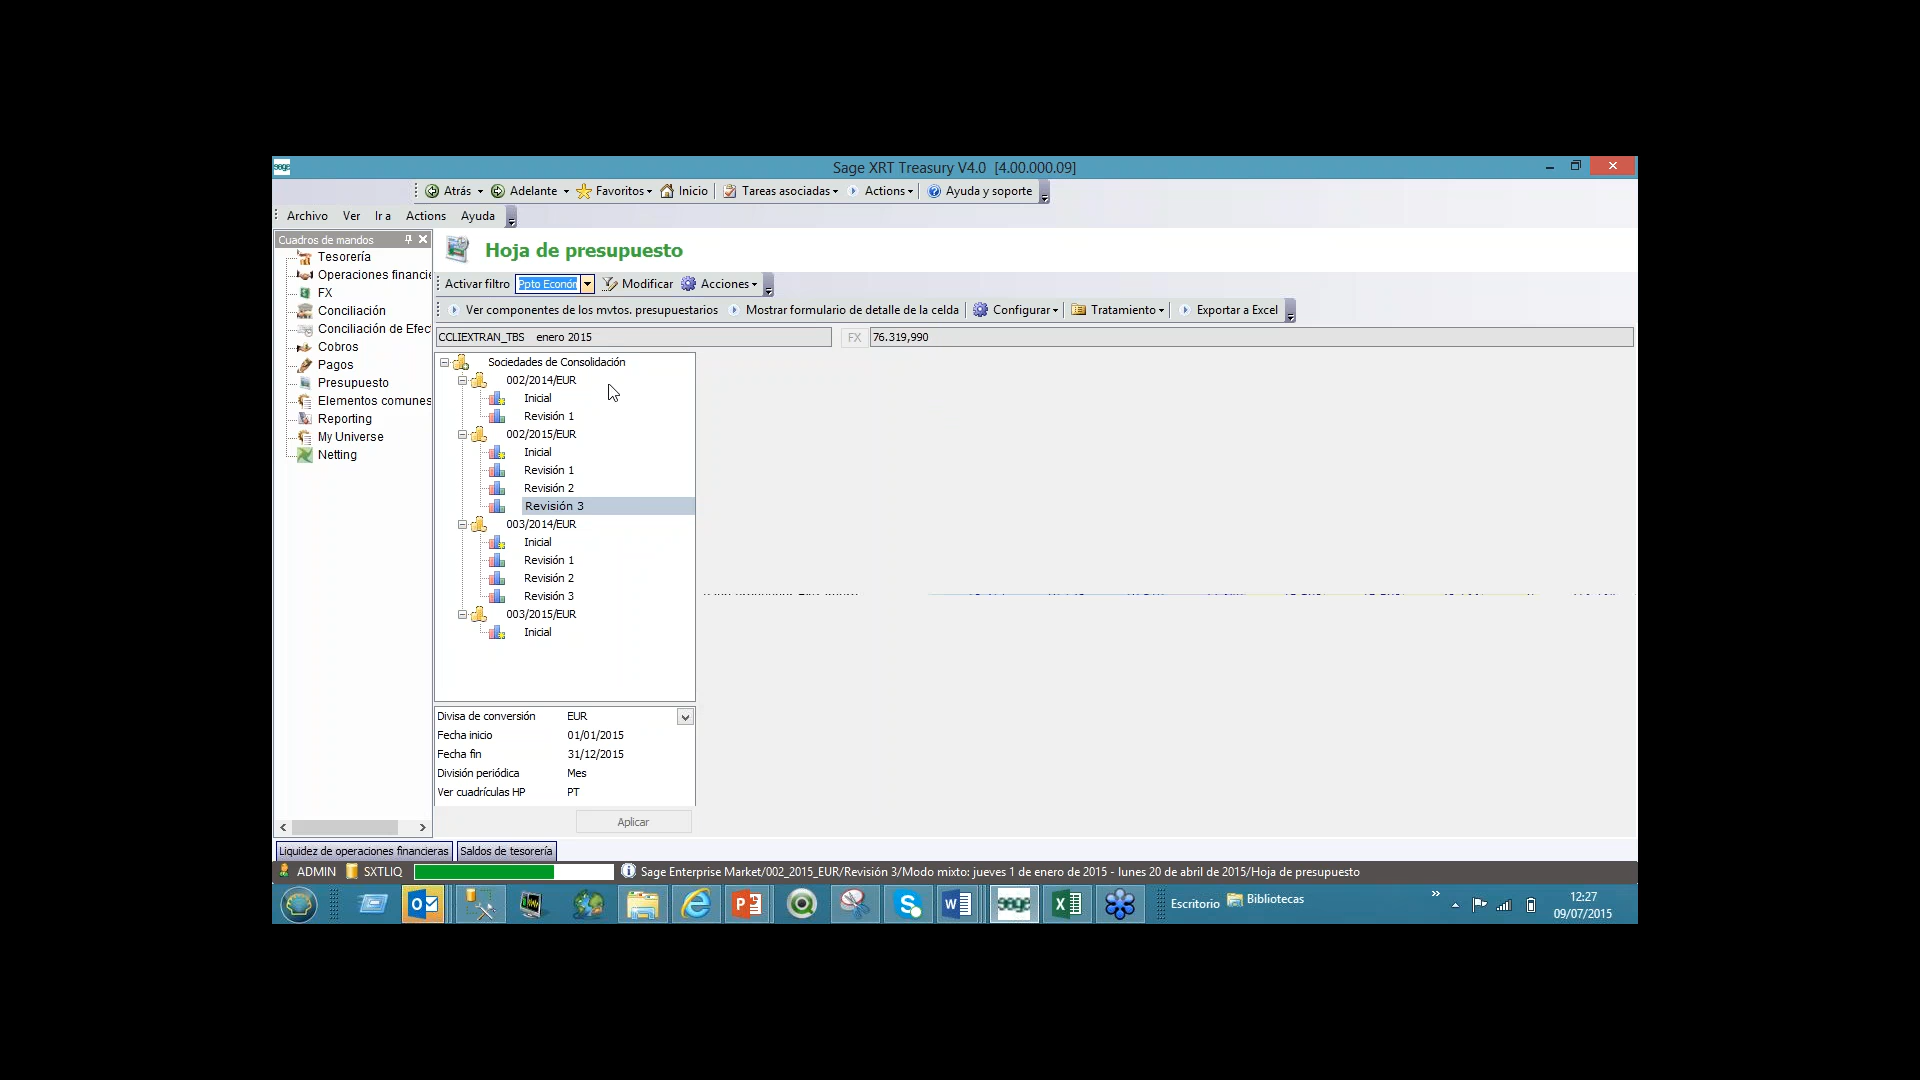 sage
Sage XRT Treasury V4.0 [4.00.000.09]
Atrás Adelante Favoritos Inicio Tareas asociadas Actions Ayuda y soporte
Archivo Ver Ir a Actions Ayuda
Cuadros de mandos
Tesorería
Operaciones financie
FX
Conciliación
Conciliación de Efec
Cobros
Pagos
Presupuesto
Elementos comunes
Reporting
My Universe
Netting
Hoja de presupuesto
Activar filtro Ppto Econón Modificar Acciones
Ver componentes de los mvtos. presupuestarios Mostrar formulario de detalle de la celda Configurar Tratamiento Exportar a Excel
CCLIEXTRAN_TBS enero 2015 FX 76.319,990
Sociedades de Consolidación
002/2014/EUR
Inicial
Revisión 1
002/2015/EUR
Inicial
Revisión 1
Revisión 2
Revisión 3
003/2014/EUR
Inicial
Revisión 1
Revisión 2
Revisión 3
003/2015/EUR
Inicial
Divisa de conversión EUR
Fecha inicio 01/01/2015
Fecha fin 31/12/2015
División periódica Mes
Ver cuadrículas HP PT
Aplicar
Liquidez de operaciones financieras Saldos de tesorería
ADMIN SXTLIQ Sage Enterprise Market/002_2015_EUR/Revisión 3/Modo mixto: jueves 1 de enero de 2015 - lunes 20 de abril de 2015/Hoja de presupuesto
sage Escritorio Bibliotecas
12:27
09/07/2015